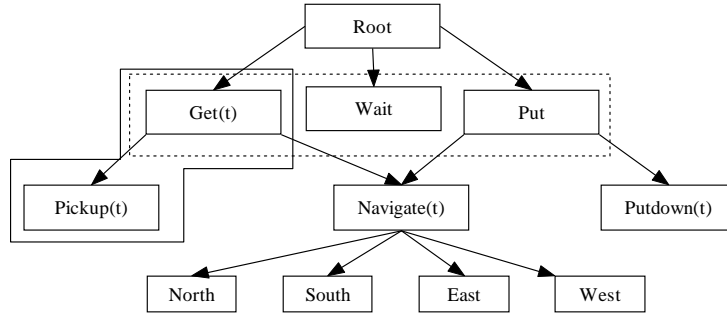 Root
Get(t)
Wait
Put
Pickup(t)
Navigate(t)
Putdown(t)
North
South
East
West